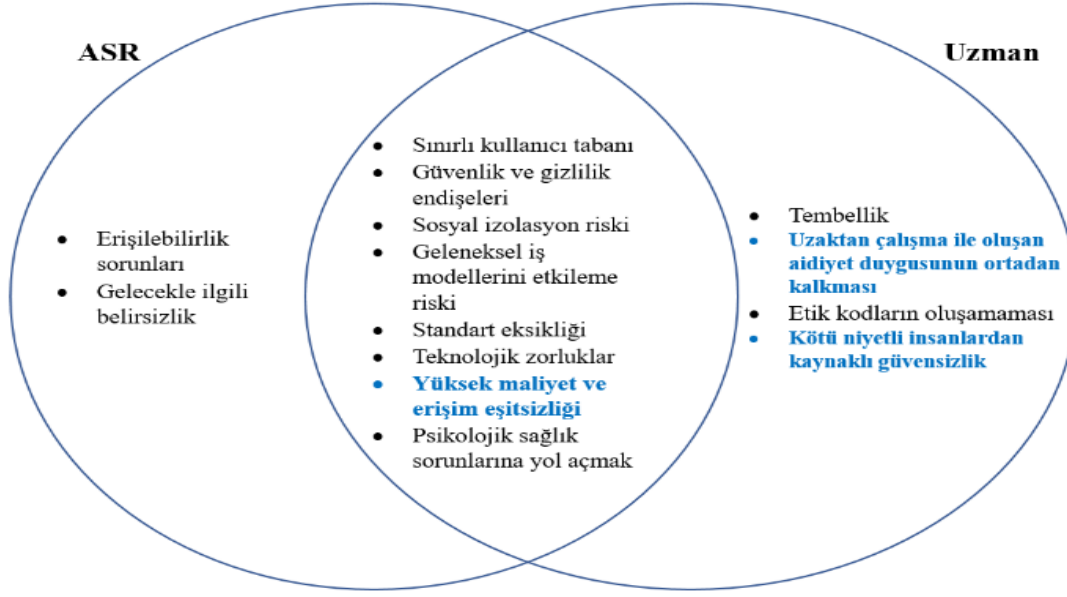 ASR
Uzman
• Erişilebilirlik
sorunları
• Gelecekle ilgili
belirsizlik
• Sınırlı kullanıcı tabanı
• Güvenlik ve gizlilik
endişeleri
• Sosyal izolasyon riski
• Geleneksel iş
modellerini etkileme
riski
• Standart eksikliği
• Teknolojik zorluklar
• Yüksek maliyet ve
erişim eşitsizliği
• Psikolojik sağlık
sorunlarına yol açmak
• Tembellik
• Uzaktan çalışma ile oluşan
aidiyet duygusunun ortadan
kalkması
• Etik kodların oluşamaması
• Kötü niyetli insanlardan
kaynaklı güvensizlik